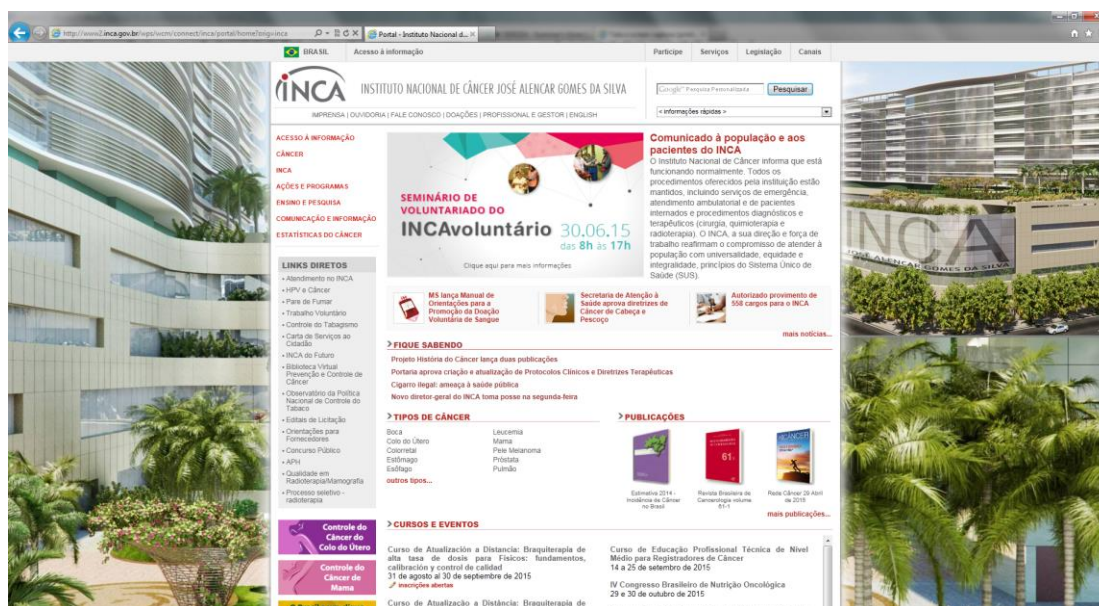 http://www2.inca.gov.br/wps/wcm/connect/inca/portal/home?orig=inca
Portal - Instituto Nacional d...
BRASIL
Acesso à informação
Participe
Serviços
Legislação
Canais
INCA
INSTITUTO NACIONAL DE CÂNCER JOSÉ ALENCAR GOMES DA SILVA
Google Pesquisa Personalizada
Pesquisar
< informações rápidas >
IMPRENSA | OUVIDORIA | FALE CONOSCO | DOAÇÕES | PROFISSIONAL E GESTOR | ENGLISH
ACESSO À INFORMAÇÃO
CÂNCER
INCA
AÇÕES E PROGRAMAS
ENSINO E PESQUISA
COMUNICAÇÃO E INFORMAÇÃO
ESTATÍSTICAS DO CÂNCER
LINKS DIRETOS
Atendimento no INCA
HPV e Câncer
Pare de Fumar
Trabalho Voluntário
Controle do Tabagismo
Carta de Serviços ao
Cidadão
INCA do Futuro
Biblioteca Virtual
Prevenção e Controle de
Câncer
Observatório da Política
Nacional de Controle do
Tabaco
Editais de Licitação
Orientações para
Fornecedores
Concurso Público
APH
Qualidade em
Radioterapia/Mamografia
Processo seletivo -
radioterapia
Controle do
Câncer do
Colo do Útero
Controle do
Câncer de
Mama
SEMINÁRIO DE
VOLUNTARIADO DO
INCAvoluntário
30.06.15
das 8h às 17h
Clique aqui para mais informações
Comunicado à população e aos
pacientes do INCA
O Instituto Nacional de Câncer informa que está
funcionando normalmente. Todos os
procedimentos oferecidos pela instituição estão
mantidos, incluindo serviços de emergência,
atendimento ambulatorial e de pacientes
internados e procedimentos diagnósticos e
terapêuticos (cirurgia, quimioterapia e
radioterapia). O INCA, a sua direção e força de
trabalho reafirmam o compromisso de atender à
população com universalidade, equidade e
integralidade, princípios do Sistema Único de
Saúde (SUS).
MS lança Manual de
Orientações para a
Promoção da Doação
Voluntária de Sangue
Secretaria de Atenção à
Saúde aprova diretrizes de
Câncer de Cabeça e
Pescoço
Autorizado provimento de
558 cargos para o INCA
mais notícias...
FIQUE SABENDO
Projeto História do Câncer lança duas publicações
Portaria aprova criação e atualização de Protocolos Clínicos e Diretrizes Terapêuticas
Cigarro ilegal: ameaça à saúde pública
Novo diretor-geral do INCA toma posse na segunda-feira
TIPOS DE CÂNCER
Boca
Colo do Útero
Colorretal
Estômago
Esôfago
outros tipos...
Leucemia
Mama
Pele Melanoma
Próstata
Pulmão
PUBLICAÇÕES
Estimativa 2014 -
Incidência de Câncer
no Brasil
Revista Brasileira de
Cancerologia volume
61-1
Rede Câncer 29 Abril
de 2015
mais publicações...
CURSOS E EVENTOS
Curso de Atualización a Distancia: Braquiterapia de
alta tasa de dosis para Físicos: fundamentos,
calibración y control de calidad
31 de agosto al 30 de septiembre de 2015
inscrições abertas
Curso de Atualização a Distância: Braquiterapia de
Curso de Educação Profissional Técnica de Nível
Médio para Registradores de Câncer
14 a 25 de setembro de 2015
IV Congresso Brasileiro de Nutrição Oncológica
29 e 30 de outubro de 2015
INCA
JOSÉ ALENCAR GOMES DA SILVA